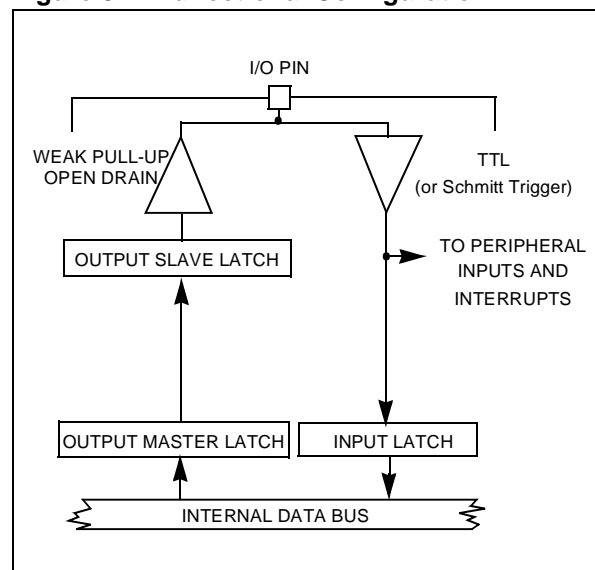 I/O PIN
WEAK PULL-UP
OPEN DRAIN
TTL
(or Schmitt Trigger)
OUTPUT SLAVE LATCH
TO PERIPHERAL
INPUTS AND
INTERRUPTS
OUTPUT MASTER LATCH
INPUT LATCH
INTERNAL DATA BUS